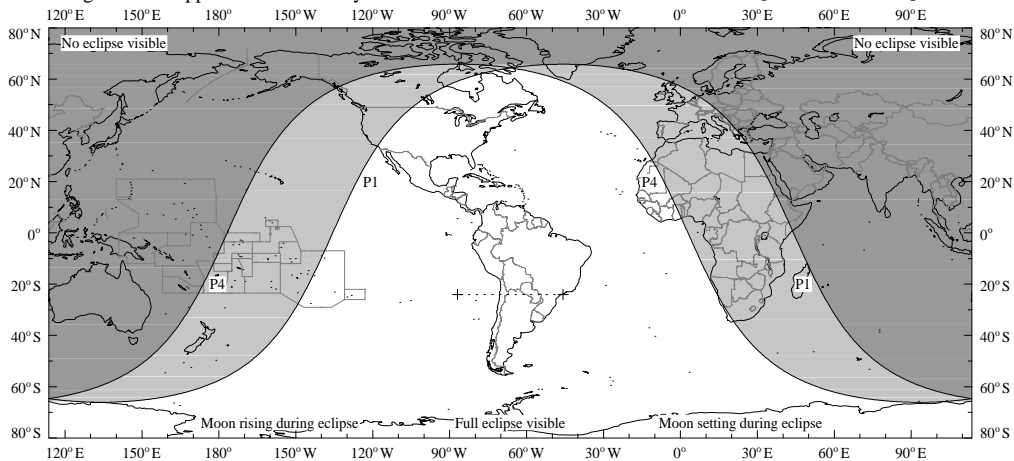 120° E 150° E 180° W 150° W 120° W 90° W 60° W 30° W 0° 30° E 60° E 90° E
80° N No eclipse visible No eclipse visible 80° N
60° N 60° N
40° N 40° N
20° N P1 P4 20° N
0° 0°
20° S P4 P1 20° S
40° S 40° S
60° S 60° S
Moon rising during eclipse Full eclipse visible Moon setting during eclipse
80° S 80° S
120° E 150° E 180° W 150° W 120° W 90° W 60° W 30° W 0° 30° E 60° E 90° E